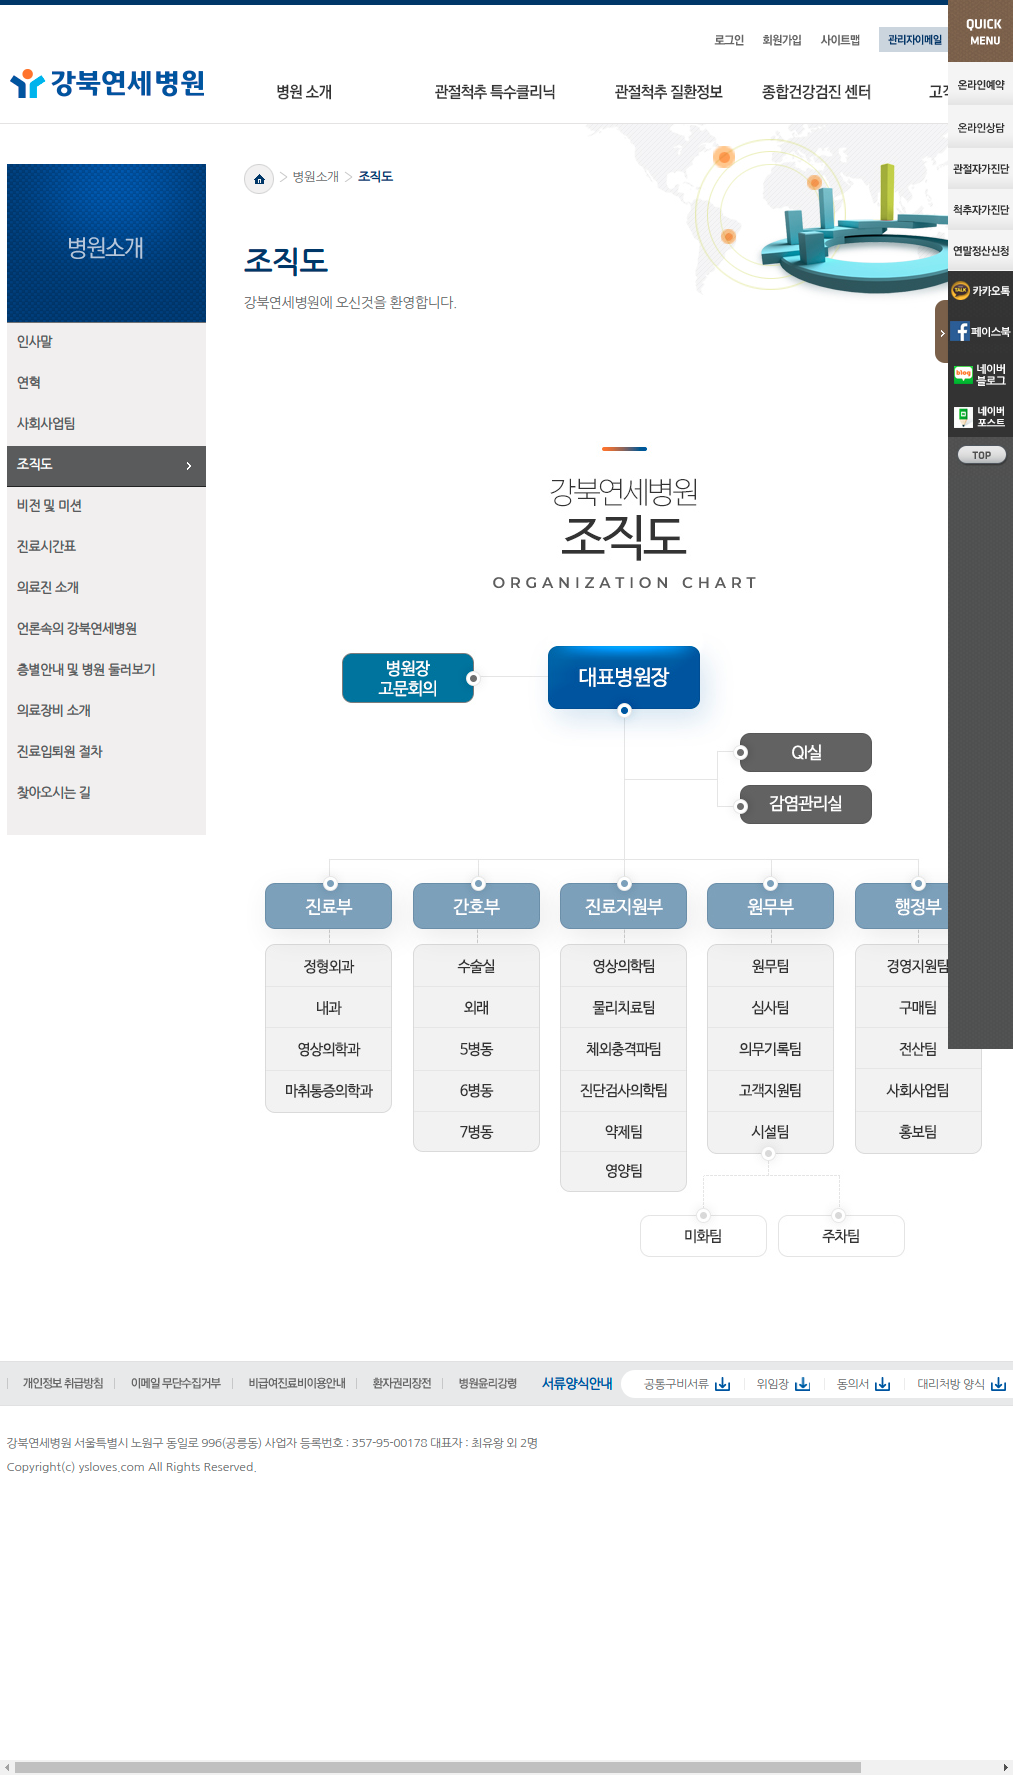 로그인 회원가입 사이트맵 관리자이메일
강북연세병원
병원 소개 관절척추 특수클리닉 관절척추 질환정보 종합건강검진 센터
QUICK
MENU
온라인예약
온라인상담
관절자가진단
척추자가진단
연말정산신청
카카오톡
페이스북
blog 네이버
블로그
네이버
포스트
TOP
병원소개
인사말
연혁
사회사업팀
조직도
비전 및 미션
진료시간표
의료진 소개
언론속의 강북연세병원
층별안내 및 병원 둘러보기
의료장비 소개
진료입퇴원 절차
찾아오시는 길
> 병원소개 > 조직도
조직도
강북연세병원에 오신것을 환영합니다.
강북연세병원
조직도
ORGANIZATION CHART
병원장
고문회의
대표병원장
QI실
감염관리실
진료부 간호부 진료지원부 원무부 행정부
정형외과 수술실 영상의학팀 원무팀 경영지원팀
내과 외래 물리치료팀 심사팀 구매팀
영상의학과 5병동 체외충격파팀 의무기록팀 전산팀
마취통증의학과 6병동 진단검사의학팀 고객지원팀 사회사업팀
7병동 약제팀 시설팀 홍보팀
영양팀
미화팀 주차팀
개인정보 취급방침 이메일 무단수집거부 비급여진료비이용안내 환자권리장전 병원윤리강령 서류양식안내 공통구비서류 위임장 동의서 대리처방 양식
강북연세병원 서울특별시 노원구 동일로 996(공릉동) 사업자 등록번호 : 357-95-00178 대표자 : 최유왕 외 2명
Copyright(c) ysloves.com All Rights Reserved.